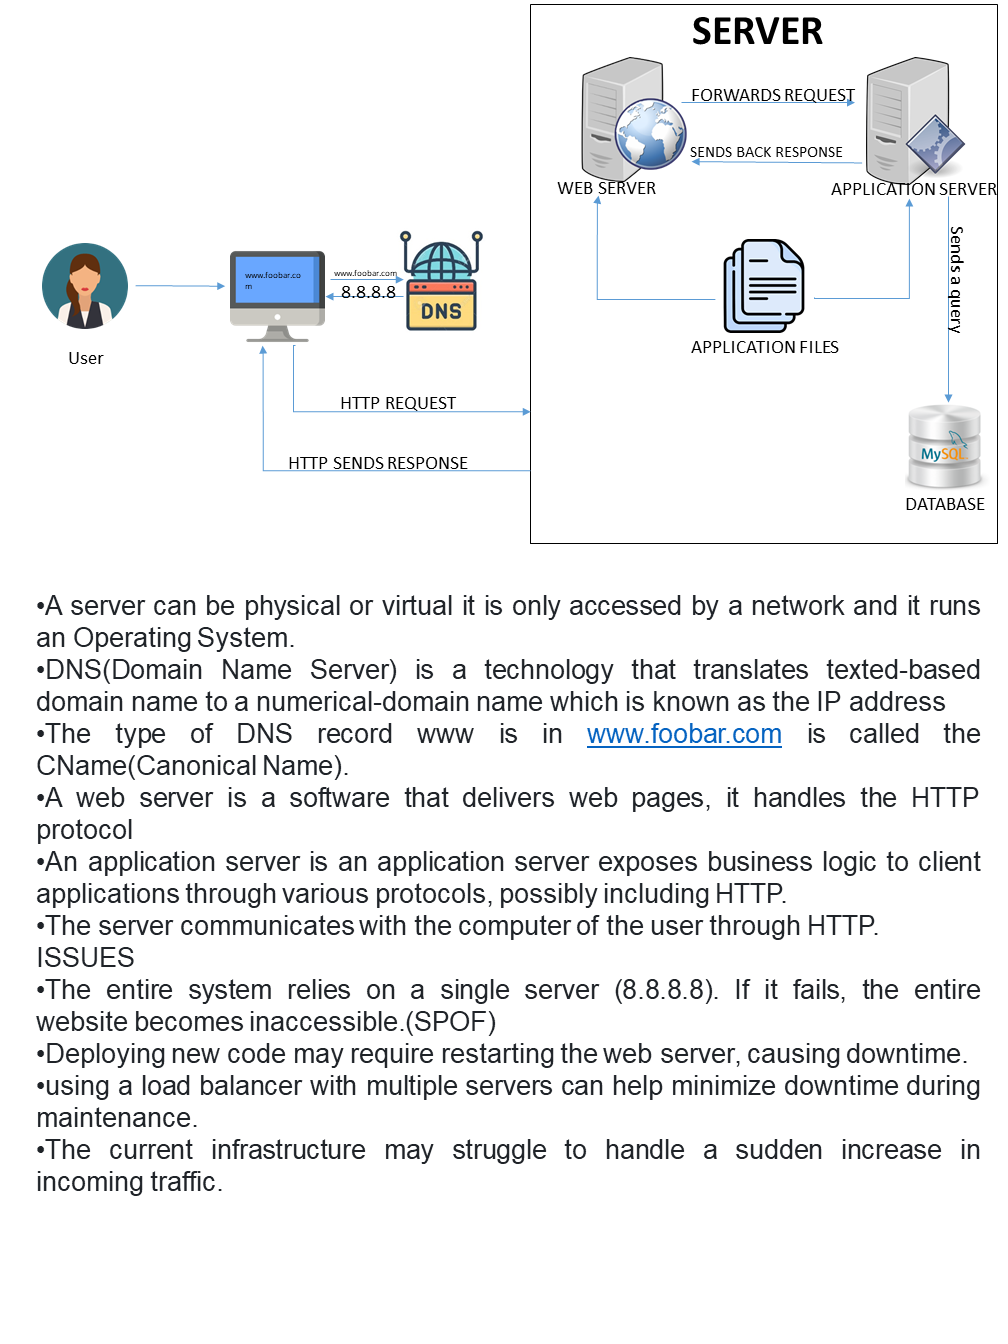 SERVER
FORWARDS REQUEST
SENDS BACK RESPONSE
WEB SERVER
APPLICATION SERVER
Sends a query
www.foobar.co
m
www.foobar.com
8.8.8.8
DNS
User
APPLICATION FILES
HTTP REQUEST
HTTP SENDS RESPONSE
MySQL
DATABASE
•A server can be physical or virtual it is only accessed by a network and it runs
an Operating System.
•DNS(Domain Name Server) is a technology that translates texted-based
domain name to a numerical-domain name which is known as the IP address
•The type of DNS record www is in www.foobar.com is called the
CName(Canonical Name).
•A web server is a software that delivers web pages, it handles the HTTP
protocol
•An application server is an application server exposes business logic to client
applications through various protocols, possibly including HTTP.
•The server communicates with the computer of the user through HTTP.
ISSUES
•The entire system relies on a single server (8.8.8.8). If it fails, the entire
website becomes inaccessible.(SPOF)
•Deploying new code may require restarting the web server, causing downtime.
•using a load balancer with multiple servers can help minimize downtime during
maintenance.
•The current infrastructure may struggle to handle a sudden increase in
incoming traffic.